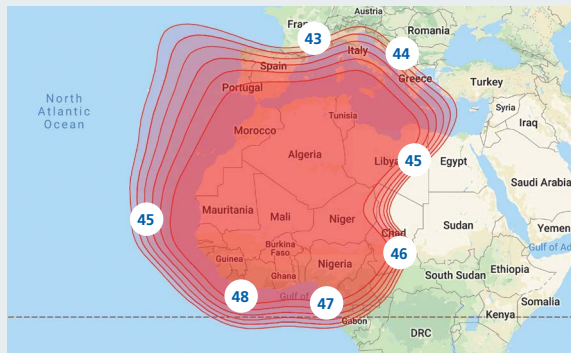 Austria
Fran
43
Romania
Italy
44
Spain
Greece
Turkey
Portugal
North
Atlantic
Ocean
Syria
Tunisia
Iraq
Morocco
Algeria
Liby
45
Egypt
Saudi Arabia
45
Mauritania
Mali
Niger
Chad
Sudan
Yemen
Gulf of Ad
Burkina
Faso
46
Guinea
Nigeria
Ethiopia
South Sudan
Ghana
48
Gulf of
47
Somalia
Gabon
Kenya
DRC